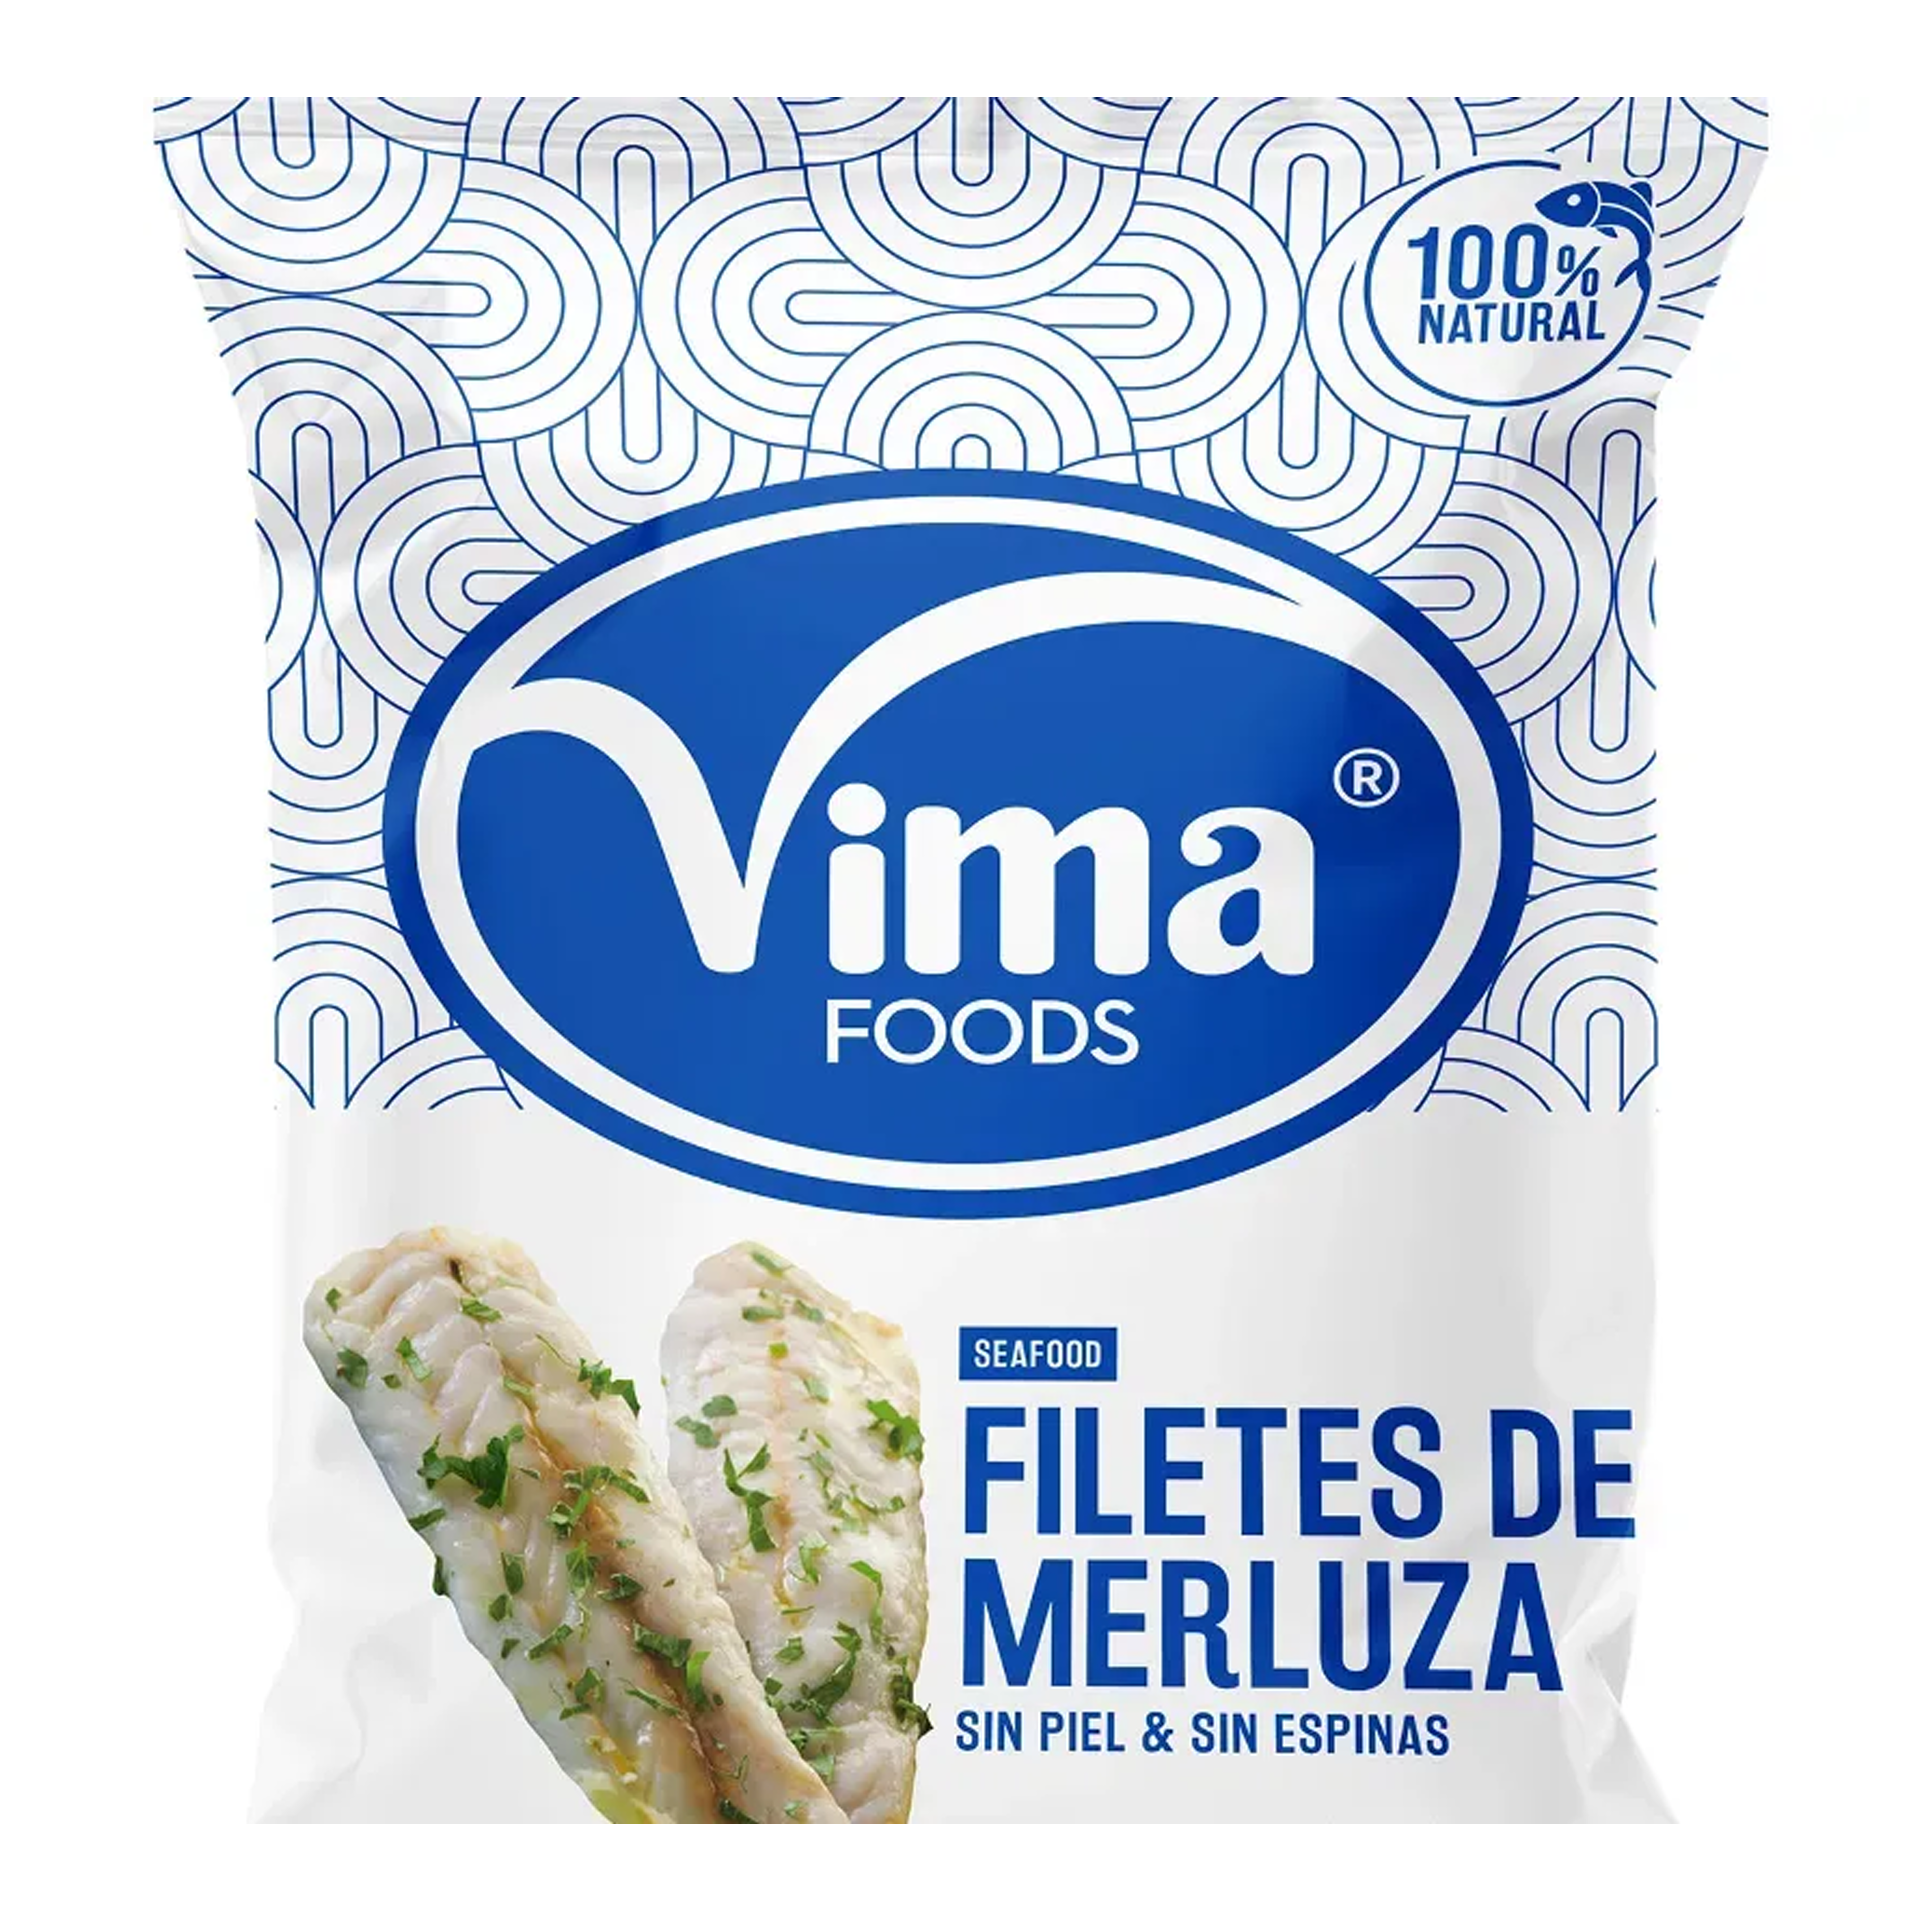 100%
NATURAL
Vima®
FOODS
SEAFOOD
FILETES DE
MERLUZA
SIN PIEL & SIN ESPINAS